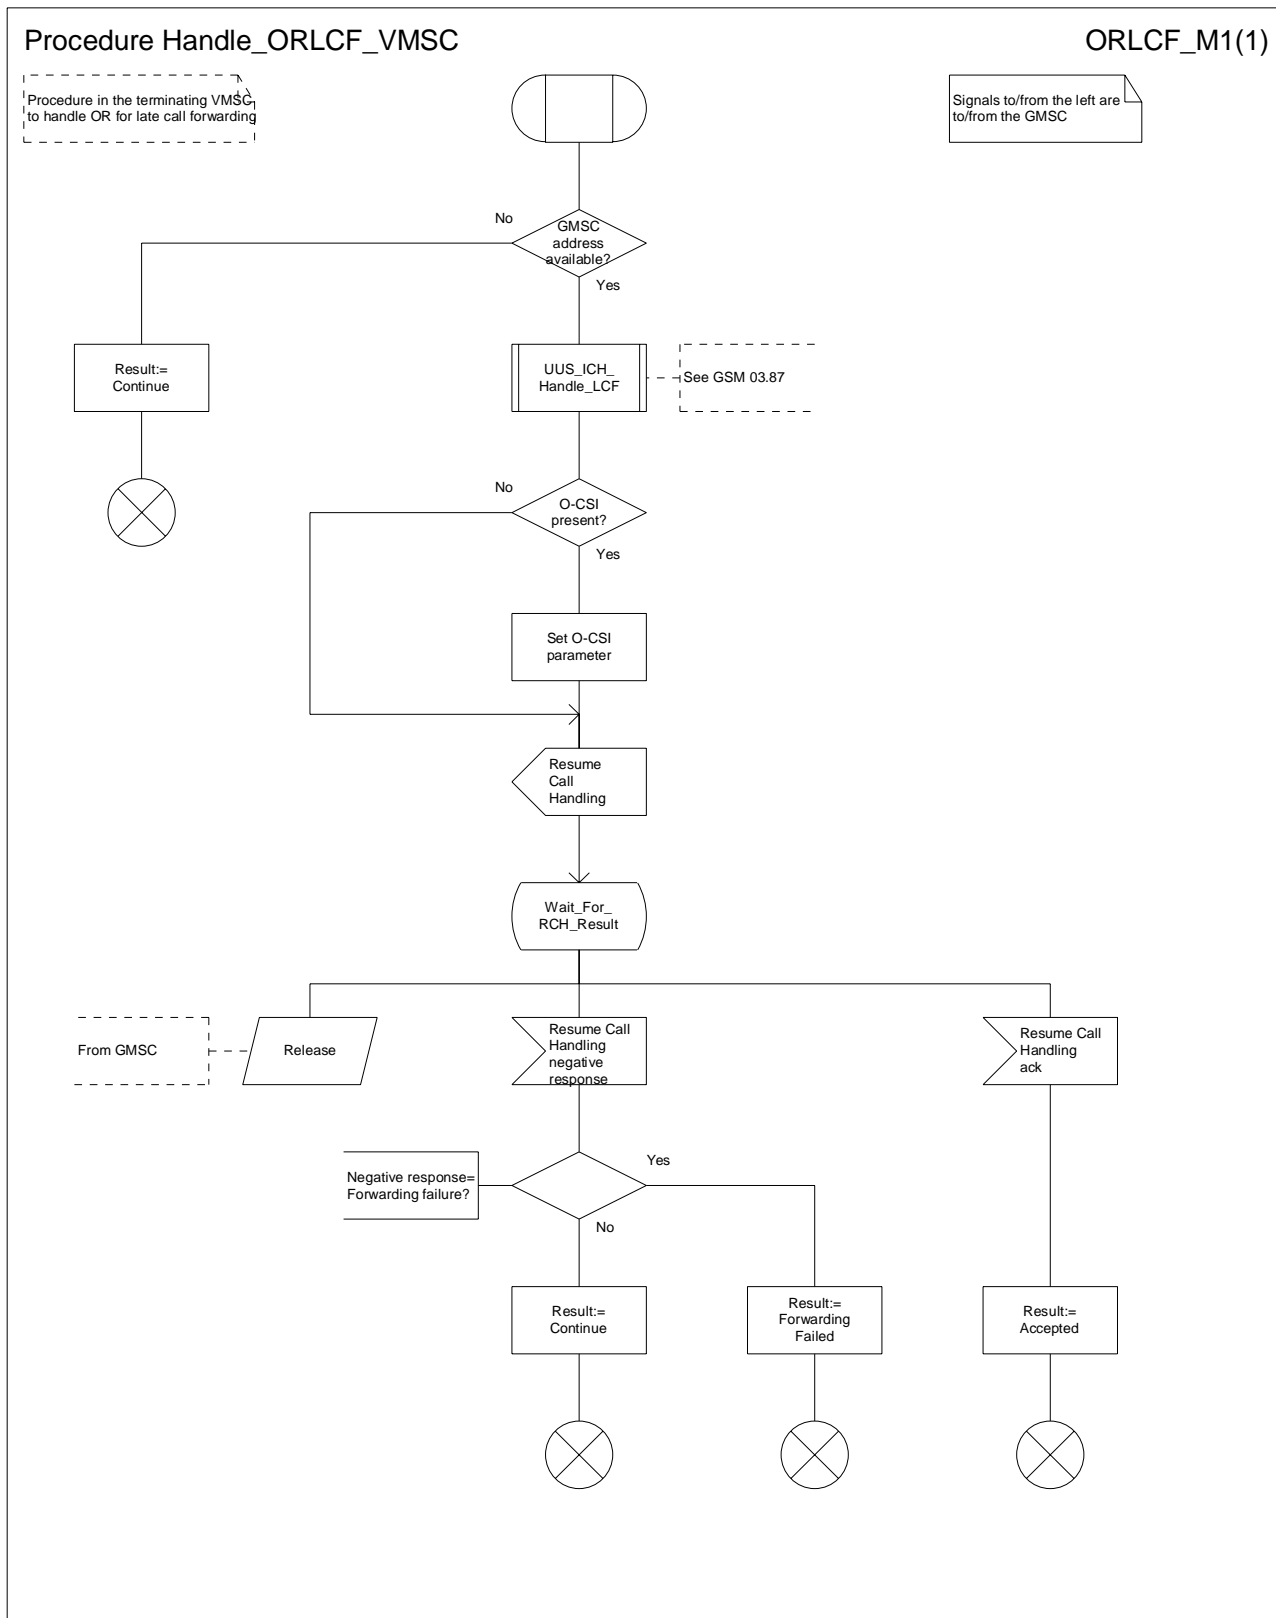 Procedure Handle_ORLCF_VMSC
ORLCF_M1(1)
Procedure in the terminating VMSC
to handle OR for late call forwarding
Signals to/from the left are
to/from the GMSC
No
GMSC
address
available?
Yes
Result:=
Continue
UUS_ICH_
Handle_LCF
See GSM 03.87
No
O-CSI
present?
Yes
Set O-CSI
parameter
Resume
Call
Handling
Wait_For_
RCH_Result
From GMSC
Release
Resume Call
Handling
negative
response
Resume Call
Handling
ack
Negative response=
Forwarding failure?
Yes
No
Result:=
Continue
Result:=
Forwarding
Failed
Result:=
Accepted